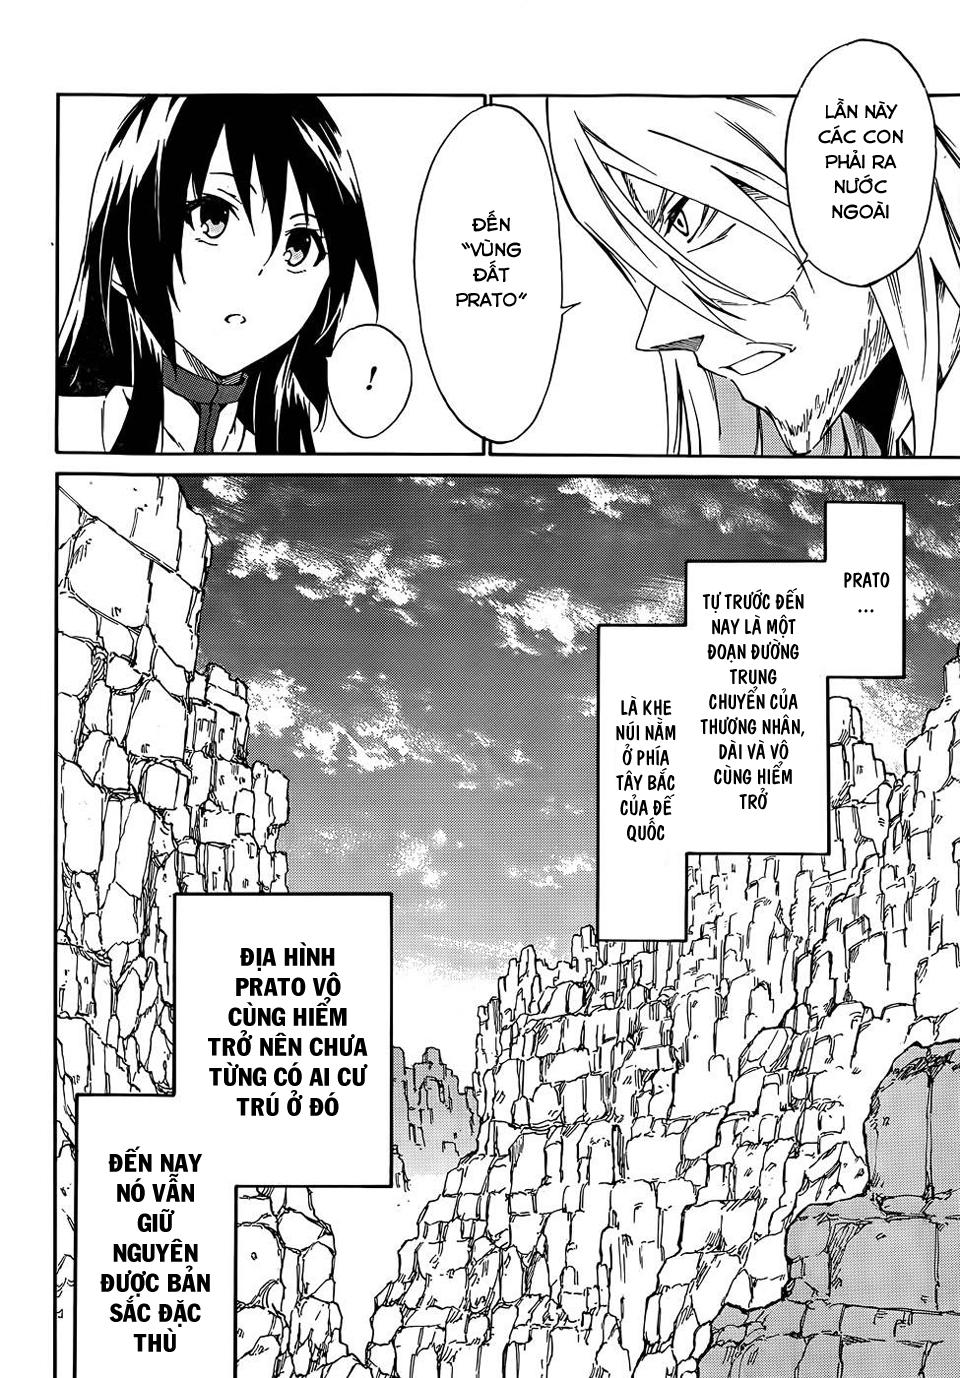 LẦN NÀY
CÁC CON
PHẢI RA
NƯỚC
NGOÀI
ĐẾN
"VÙNG
ĐẤT
PRATO"
!
PRATO
...
TỰ TRƯỚC ĐẾN
NAY LÀ MỘT
ĐOẠN ĐƯỜNG
TRUNG
CHUYỂN CỦA
THƯƠNG NHÂN,
DÀI VÀ VÔ
CÙNG HIỂM
TRỞ
LÀ KHE
NÚI NẰM
Ở PHÍA
TÂY BẮC
CỦA ĐẾ
QUỐC
ĐỊA HÌNH
PRATO VÔ
CÙNG HIỂM
TRỞ NÊN CHƯA
TỪNG CÓ AI CƯ
TRÚ Ở ĐÓ
ĐẾN NAY
NÓ VẪN
GIỮ
NGUYÊN
ĐƯỢC BẢN
SẮC ĐẶC
THÙ